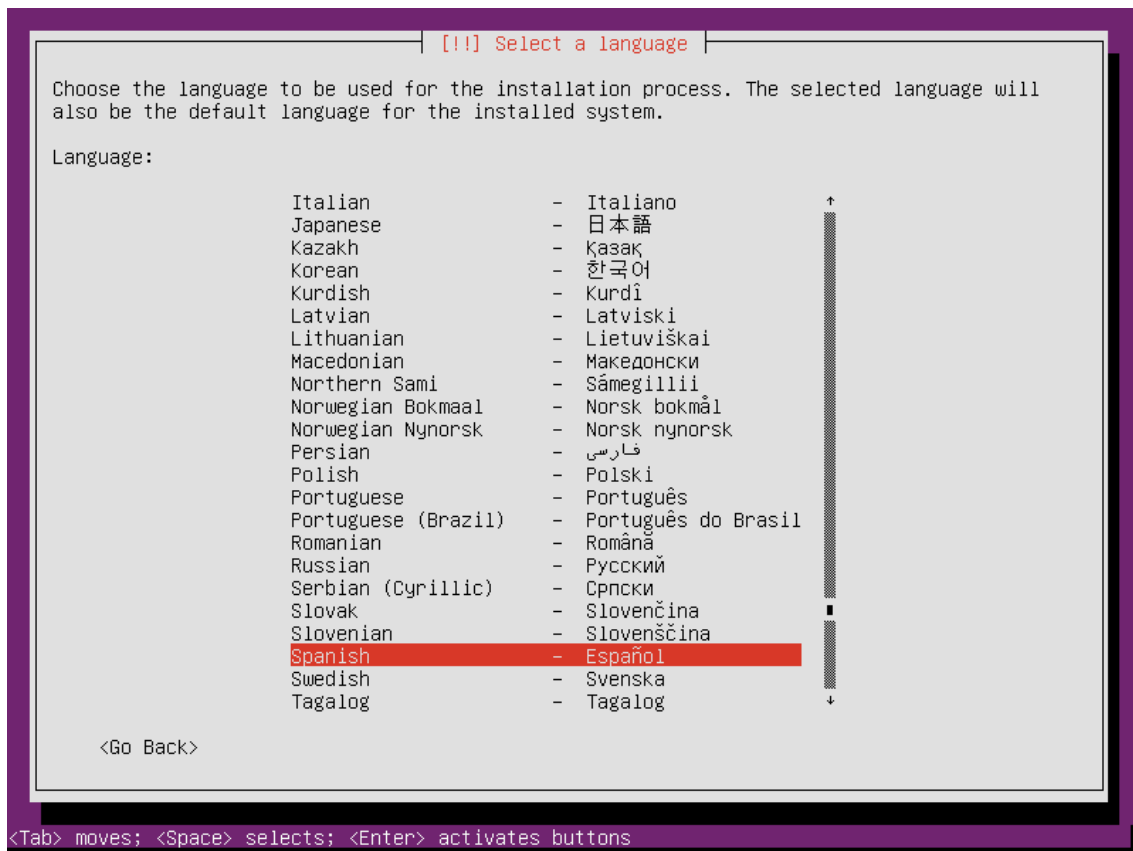 [!!] Select a language
Choose the language to be used for the installation process. The selected language will
also be the default language for the installed system.
Language:
Italian - Italiano
Japanese - 日本語
Kazakh - Қазақ
Korean - 한국어
Kurdish - Kurdî
Latvian - Latviski
Lithuanian - Lietuviškai
Macedonian - Македонски
Northern Sami - Sámegillii
Norwegian Bokmaal - Norsk bokmål
Norwegian Nynorsk - Norsk nynorsk
Persian - فارسی
Polish - Polski
Portuguese - Português
Portuguese (Brazil) - Português do Brasil
Romanian - Română
Russian - Русский
Serbian (Cyrillic) - Српски
Slovak - Slovenčina
Slovenian - Slovenščina
Spanish - Español
Swedish - Svenska
Tagalog - Tagalog
<Go Back>
<Tab> moves; <Space> selects; <Enter> activates buttons